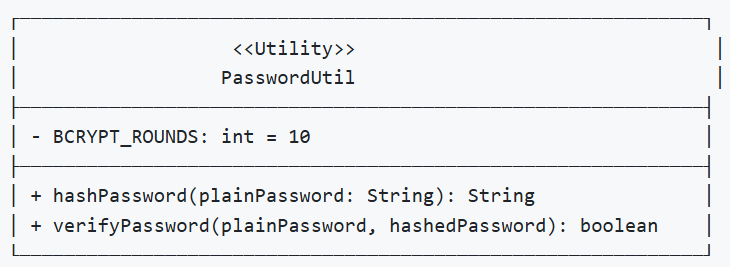 <<Utility>>
PasswordUtil
- BCRYPT_ROUNDS: int = 10
+ hashPassword(plainPassword: String): String
+ verifyPassword(plainPassword, hashedPassword): boolean